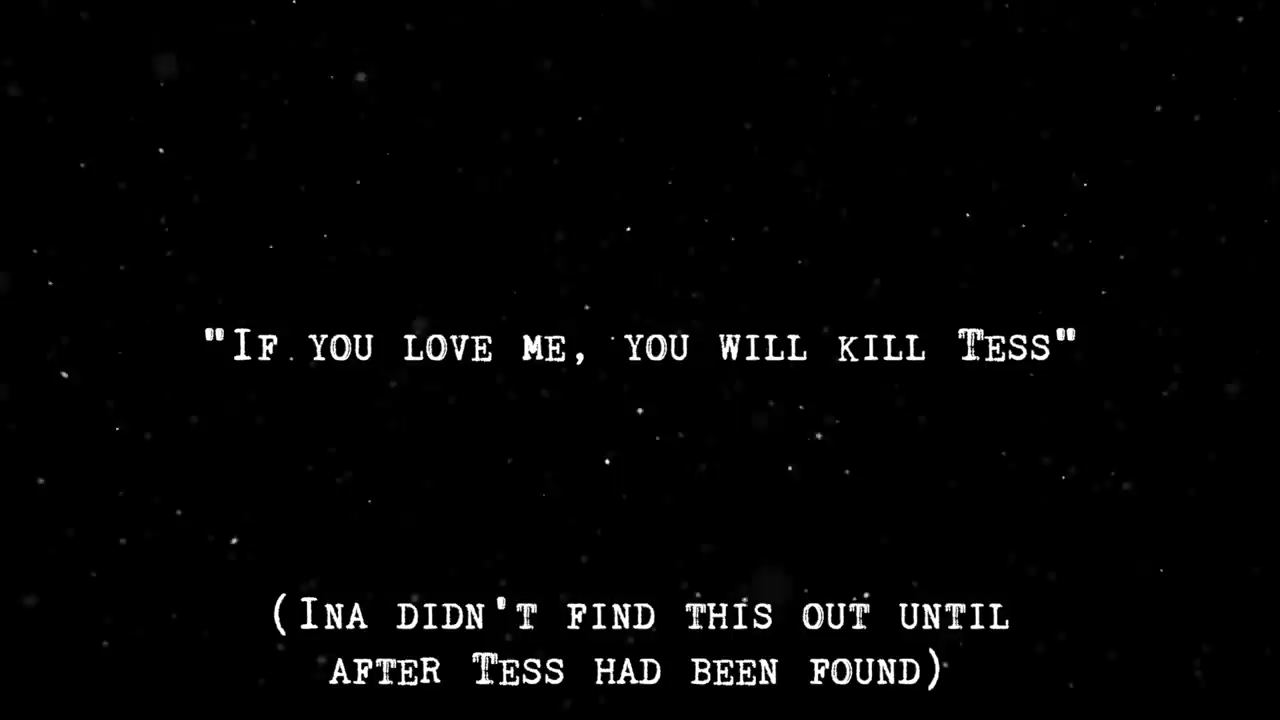 "If you love me, you will kill Tess"
(Ina didn't find this out until
after Tess had been found)